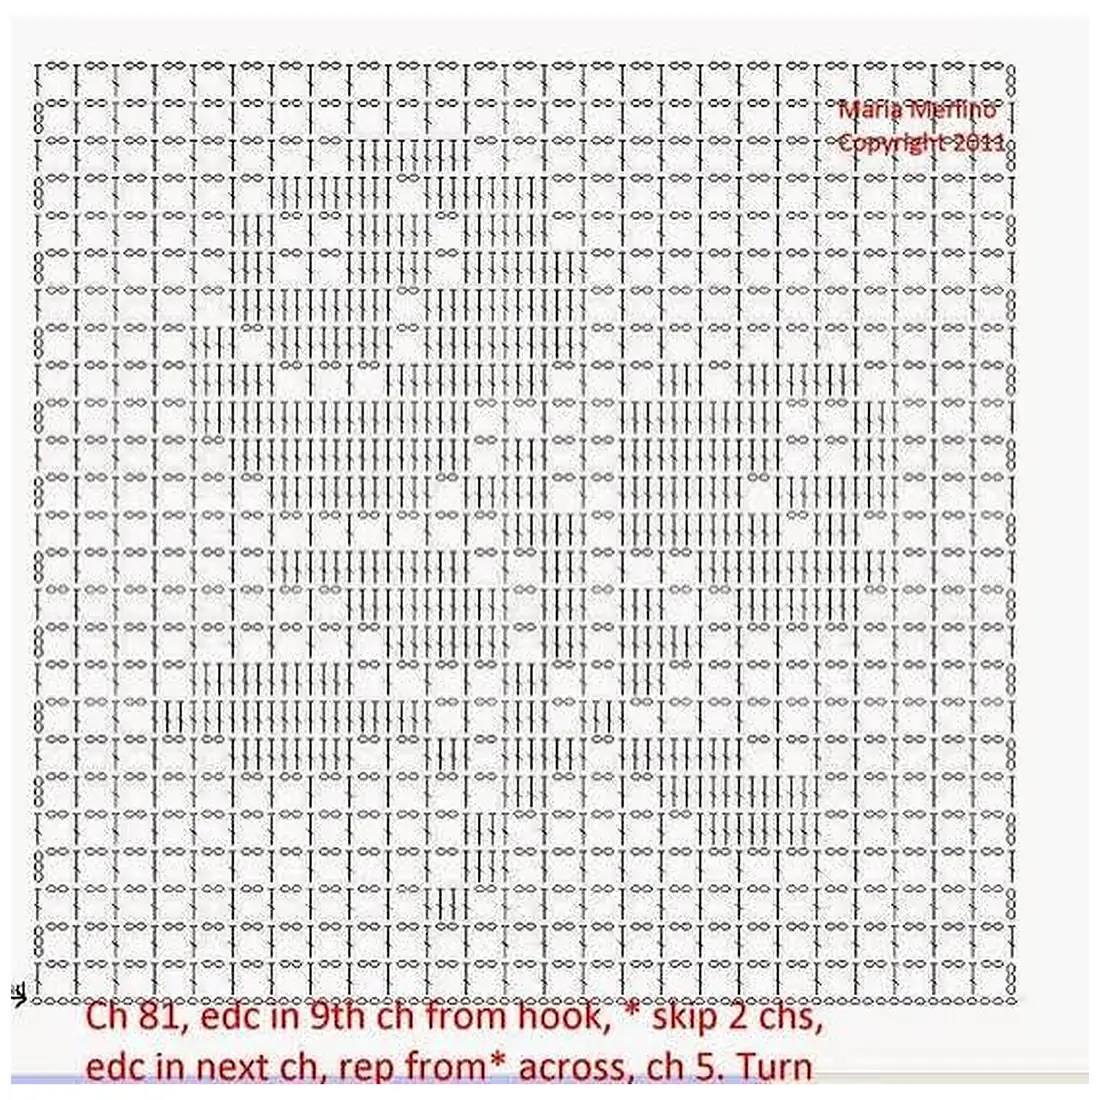 Maria Merlino
Copyright 2011
Ch 81, edc in 9th ch from hook, * skip 2 chs,
edc in next ch, rep from* across, ch 5. Turn